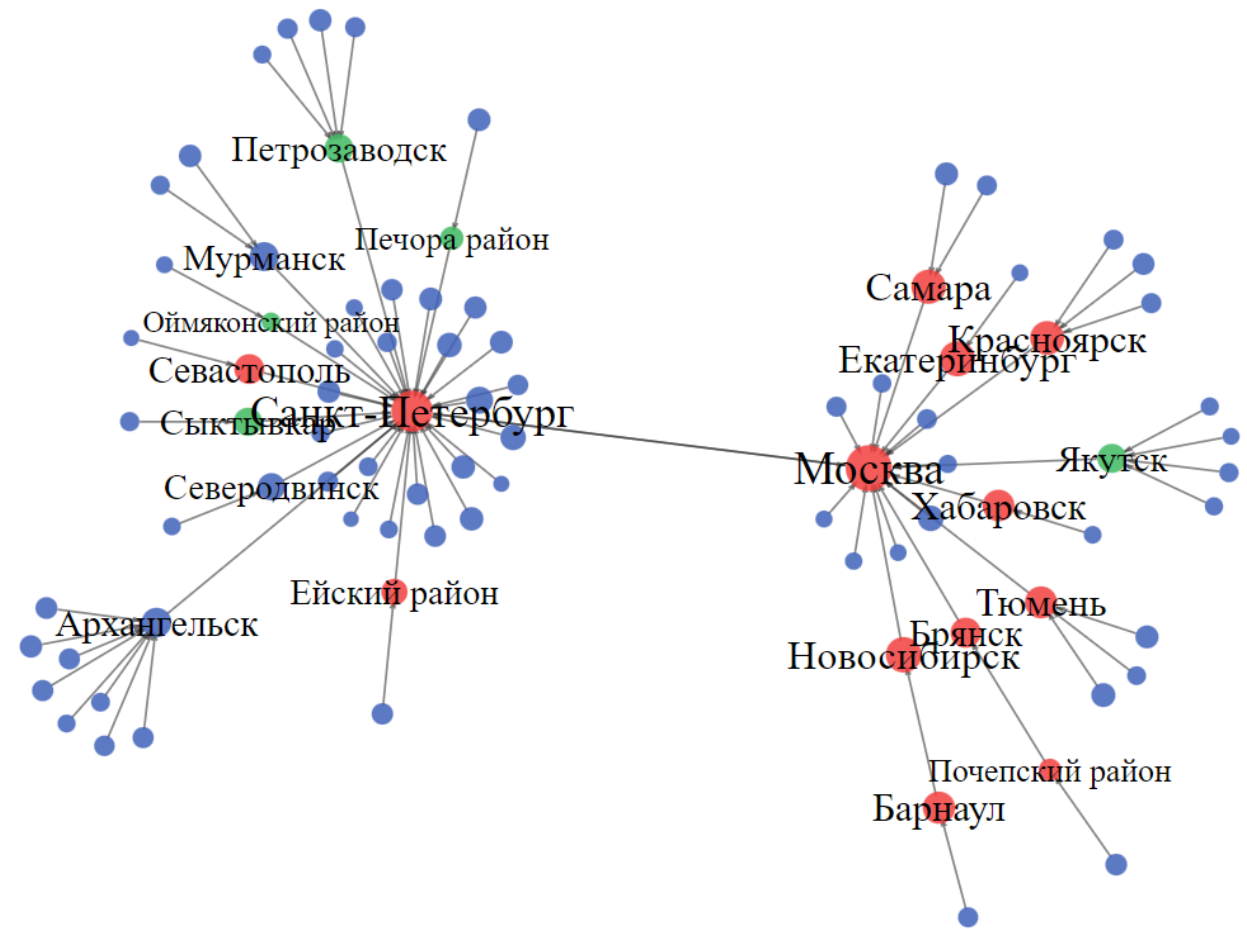 Петрозаводск
Печора район
Мурманск
Самара
Оймяконский район
Красноярск
Екатеринбург
Севастополь
Санкт-Петербург
Сыктывкар
Якутск
Москва
Северодвинск
Хабаровск
Ейский район
Тюмень
Архангельск
Брянск
Новосибирск
Почепский район
Барнаул